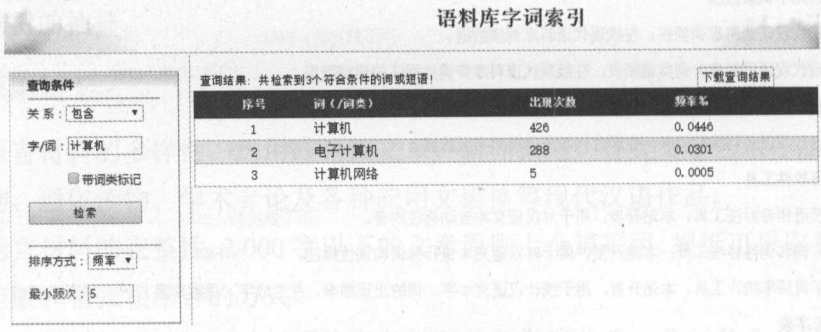 语料库字词索引
查询条件
关系: 包含
字/词: 计算机
带词类标记
检索
排序方式: 频率
最小频次: 5
查询结果: 共检索到3个符合条件的词或短语!
下载查询结果
序号 词(/词类) 出现次数 频率%
1 计算机 426 0.0446
2 电子计算机 288 0.0301
3 计算机网络 5 0.0005